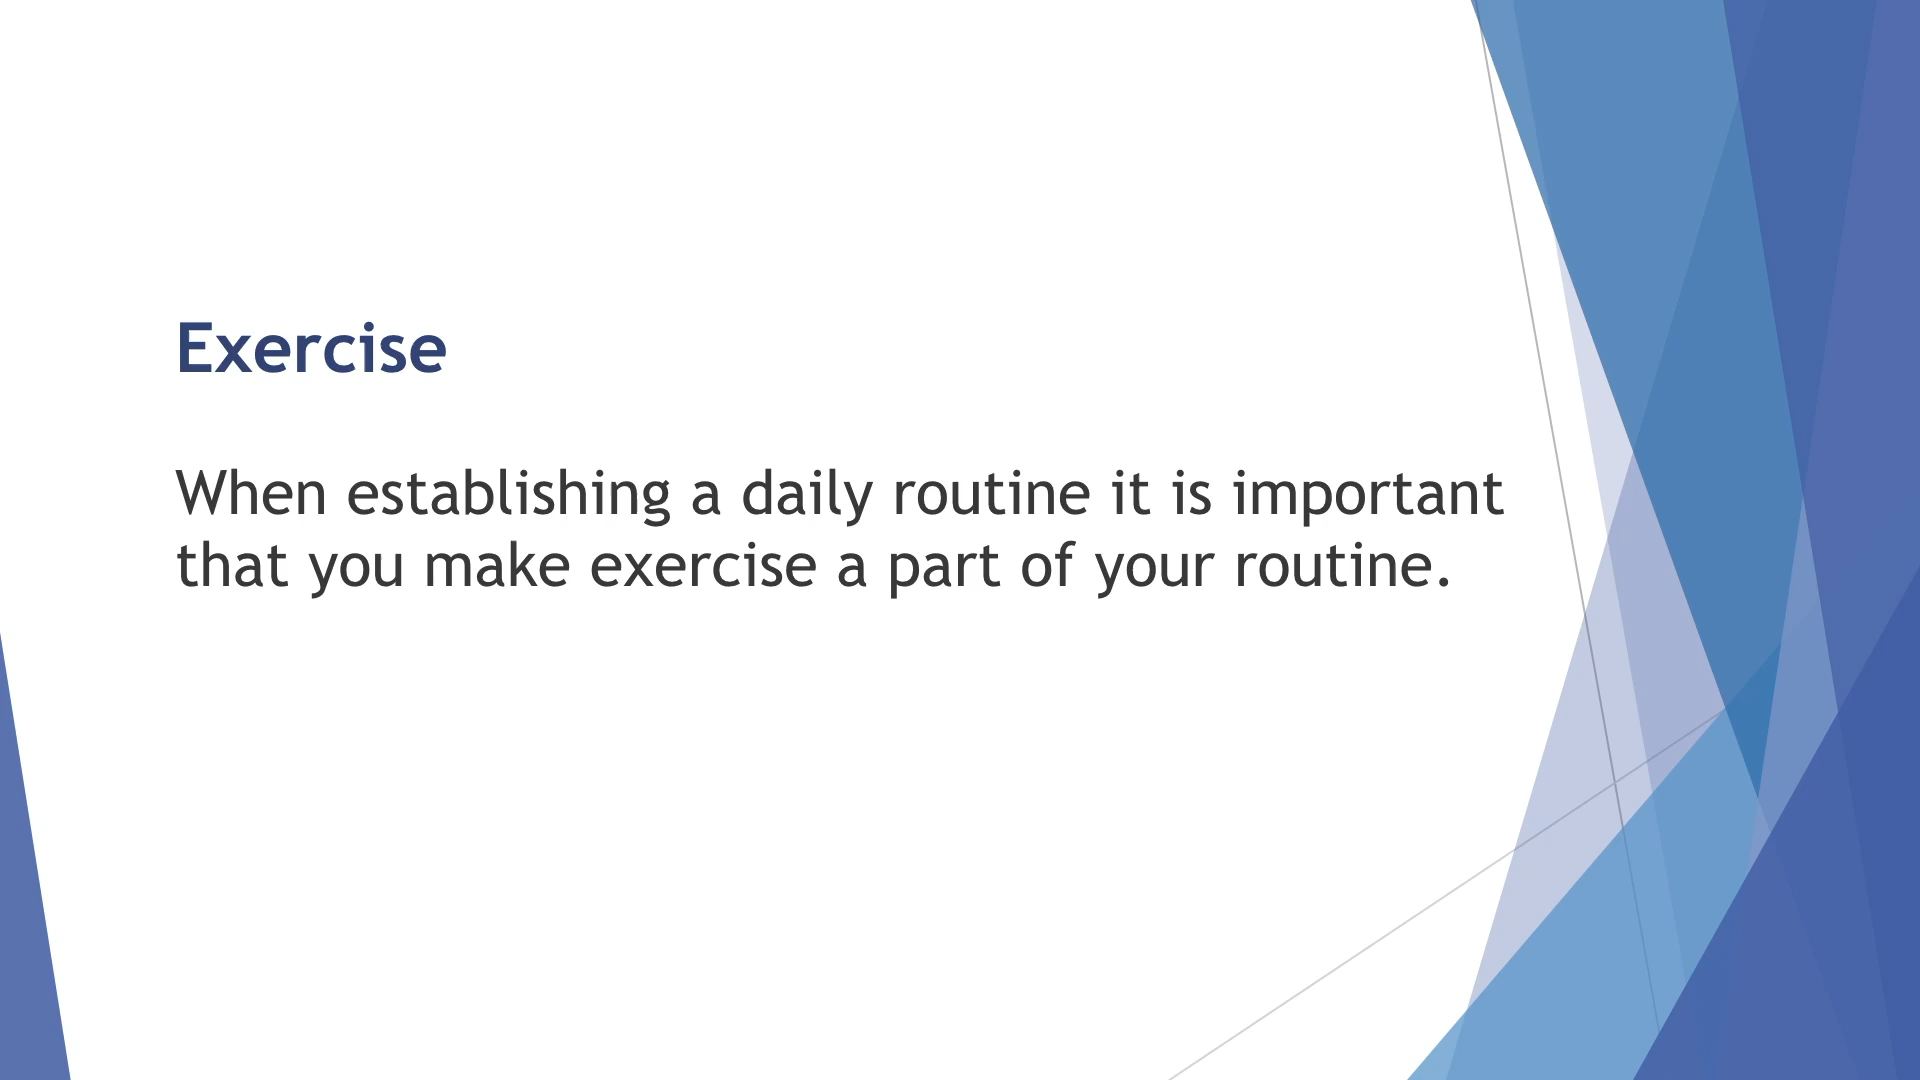 Exercise
When establishing a daily routine it is important
that you make exercise a part of your routine.